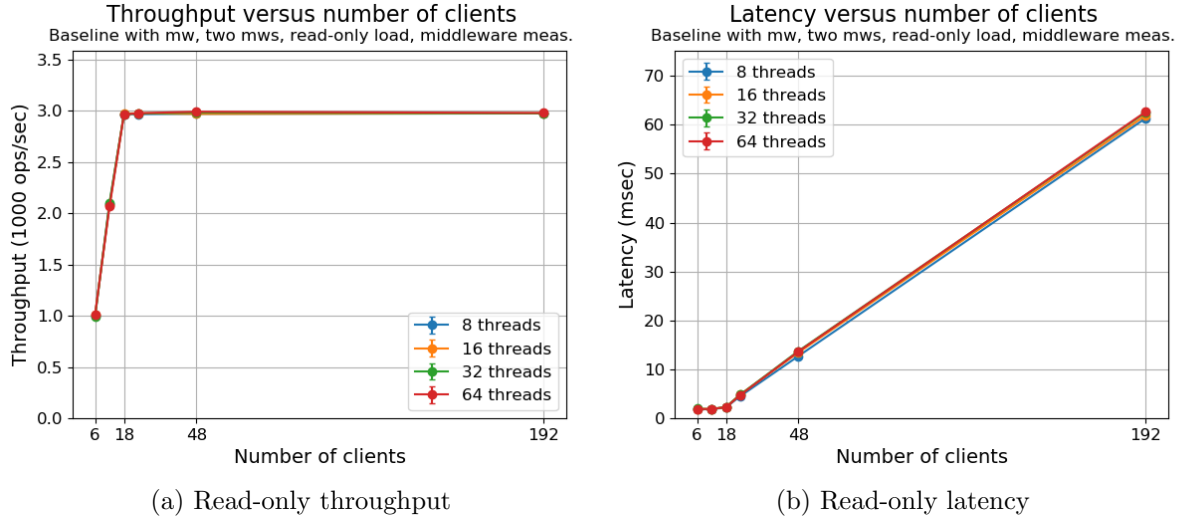 Throughput versus number of clients
Baseline with mw, two mws, read-only load, middleware meas.
3.5
3.0
2.5
2.0
1.5
1.0
0.5
0.0
Throughput (1000 ops/sec)
8 threads
16 threads
32 threads
64 threads
6 18 48 192
Number of clients
(a) Read-only throughput
Latency versus number of clients
Baseline with mw, two mws, read-only load, middleware meas.
70
60
50
40
30
20
10
0
Latency (msec)
8 threads
16 threads
32 threads
64 threads
6 18 48 192
Number of clients
(b) Read-only latency